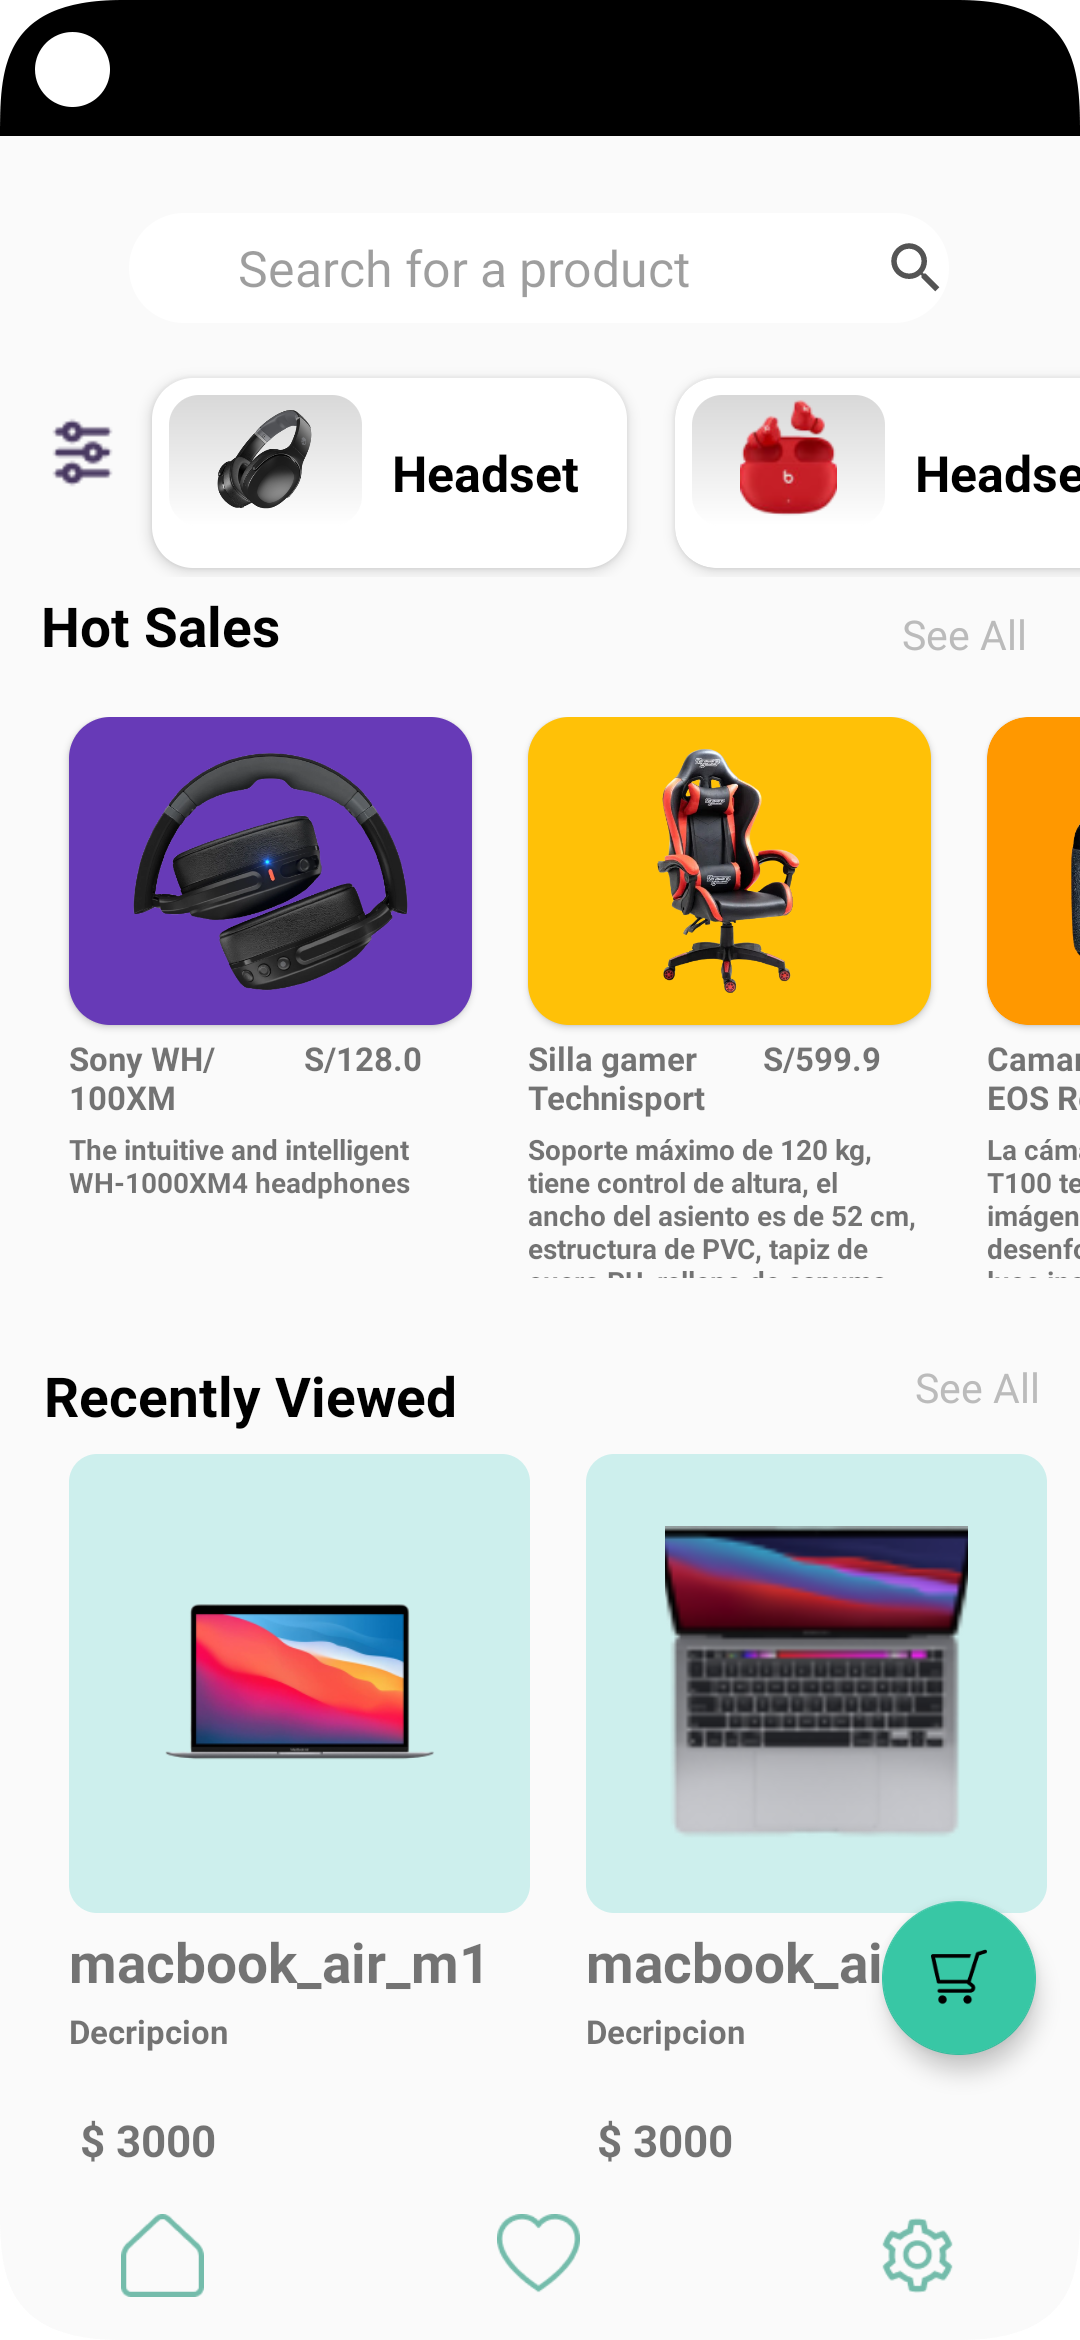 Search for a product
Headset
Headse
Hot Sales
See All
Sony WH/
100XM
S/128.0
The intuitive and intelligent
WH-1000XM4 headphones
Silla gamer
Technisport
S/599.9
Soporte máximo de 120 kg,
tiene control de altura, el
ancho del asiento es de 52 cm,
estructura de PVC, tapiz de
Camar
EOS R
La cám
T100 te
imágen
desenfo
Recently Viewed
See All
macbook_air_m1
Decripcion
$ 3000
macbook_ai
Decripcion
$ 3000